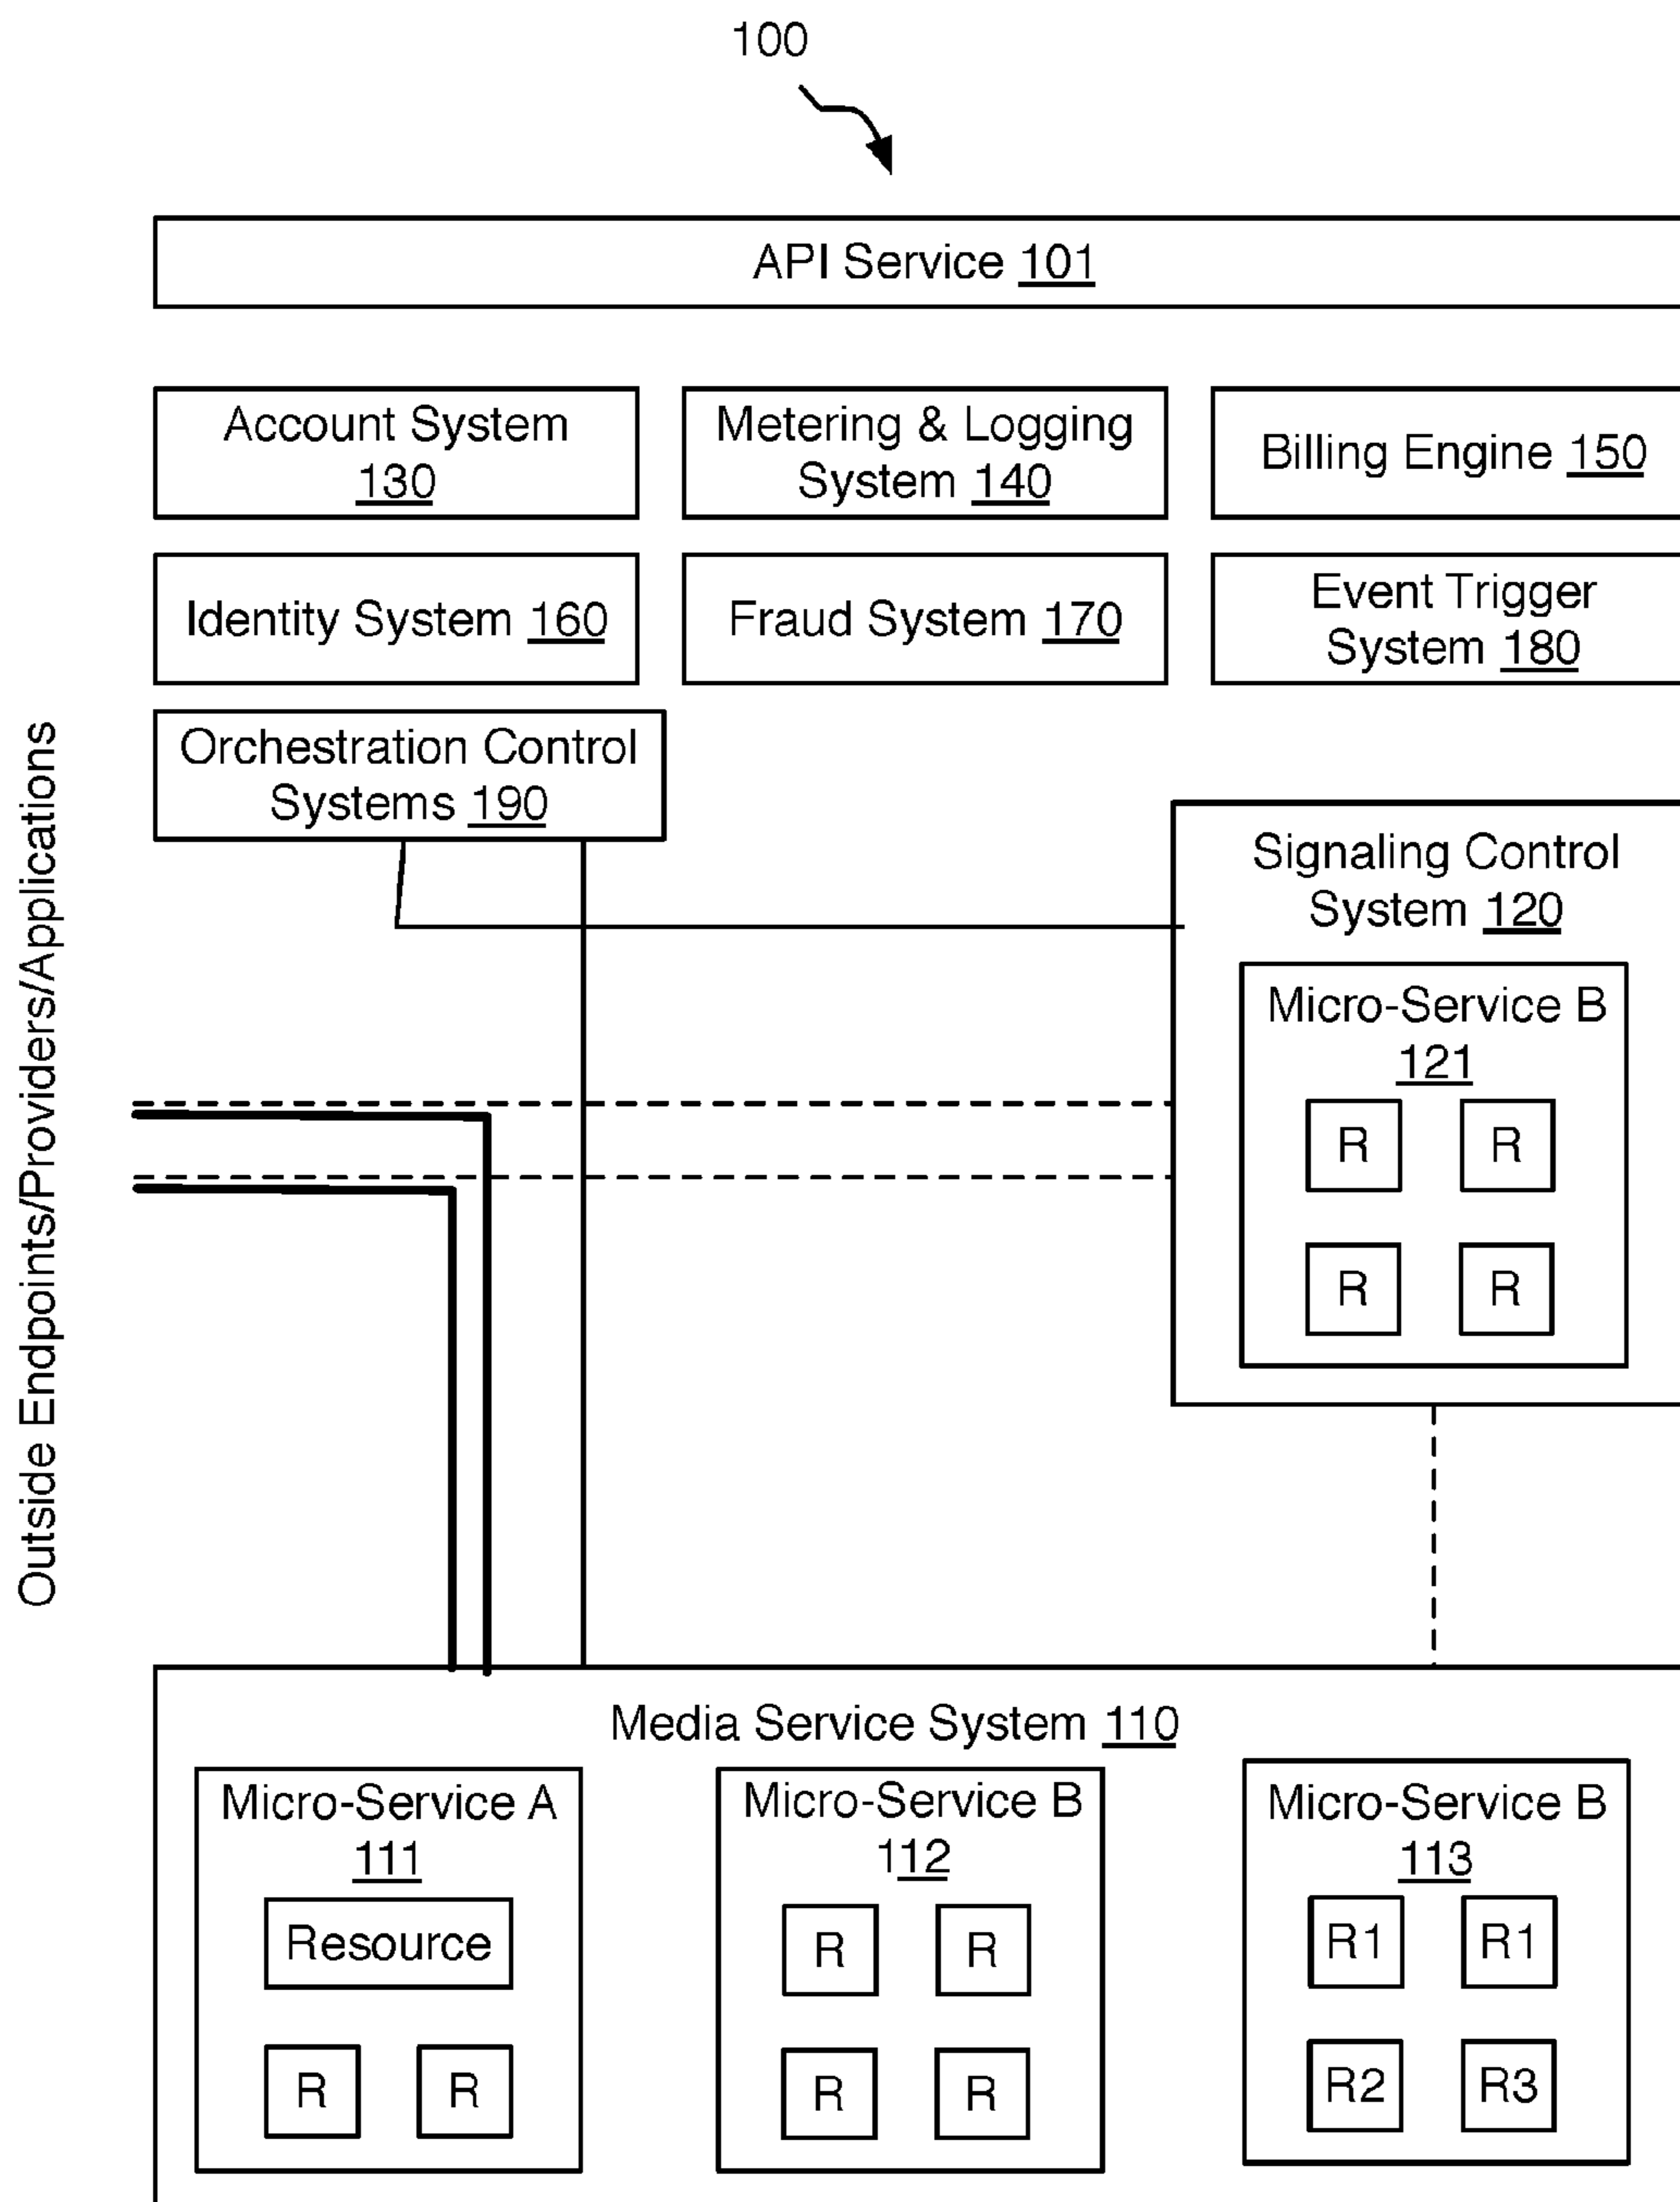 100
API Service 101
Account System
130
Metering & Logging
System 140
Billing Engine 150
Identity System 160
Fraud System 170
Event Trigger
System 180
Orchestration Control
Systems 190
Outside Endpoints/Providers/Applications
Signaling Control
System 120
Micro-Service B
121
R R
R R
Media Service System 110
Micro-Service A
111
Resource
R R
Micro-Service B
112
R R
R R
Micro-Service B
113
R1 R1
R2 R3